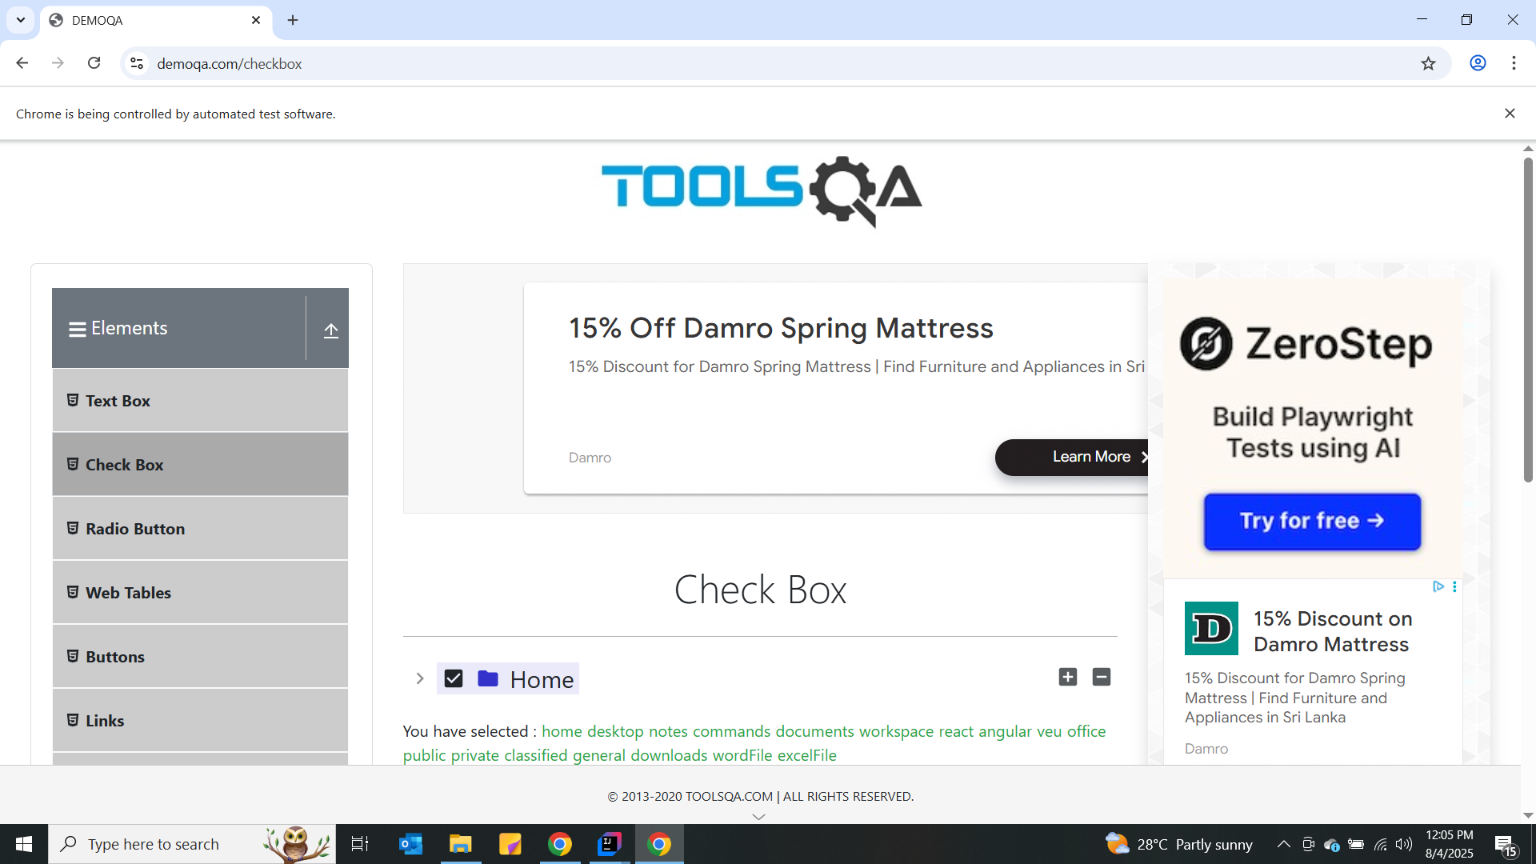 DEMOQA
demoqa.com/checkbox
Chrome is being controlled by automated test software.
TOOLSQA
Elements
Text Box
Check Box
Radio Button
Web Tables
Buttons
Links
15% Off Damro Spring Mattress
15% Discount for Damro Spring Mattress | Find Furniture and Appliances in Sri
Damro
Learn More
ZeroStep
Build Playwright
Tests using AI
Try for free →
D
15% Discount on
Damro Mattress
15% Discount for Damro Spring
Mattress | Find Furniture and
Appliances in Sri Lanka
Damro
Check Box
Home
You have selected : home desktop notes commands documents workspace react angular veu office
public private classified general downloads wordFile excelFile
© 2013-2020 TOOLSQA.COM | ALL RIGHTS RESERVED.
Type here to search
28°C Partly sunny
12:05 PM
8/4/2025
15